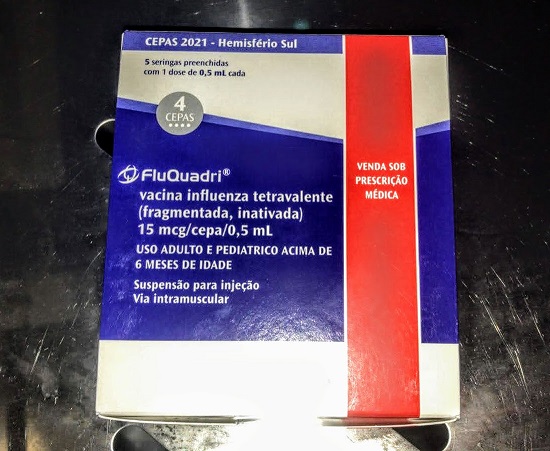 CEPAS 2021 - Hemisfério Sul
5 seringas preenchidas
com 1 dose de 0,5 mL cada
4
CEPAS
FluQuadri®
vacina influenza tetravalente
(fragmentada, inativada)
15 mcg/cepa/0,5 mL
USO ADULTO E PEDIATRICO ACIMA DE
6 MESES DE IDADE
Suspensão para injeção
Via intramuscular
VENDA SOB
PRESCRIÇÃO
MÉDICA